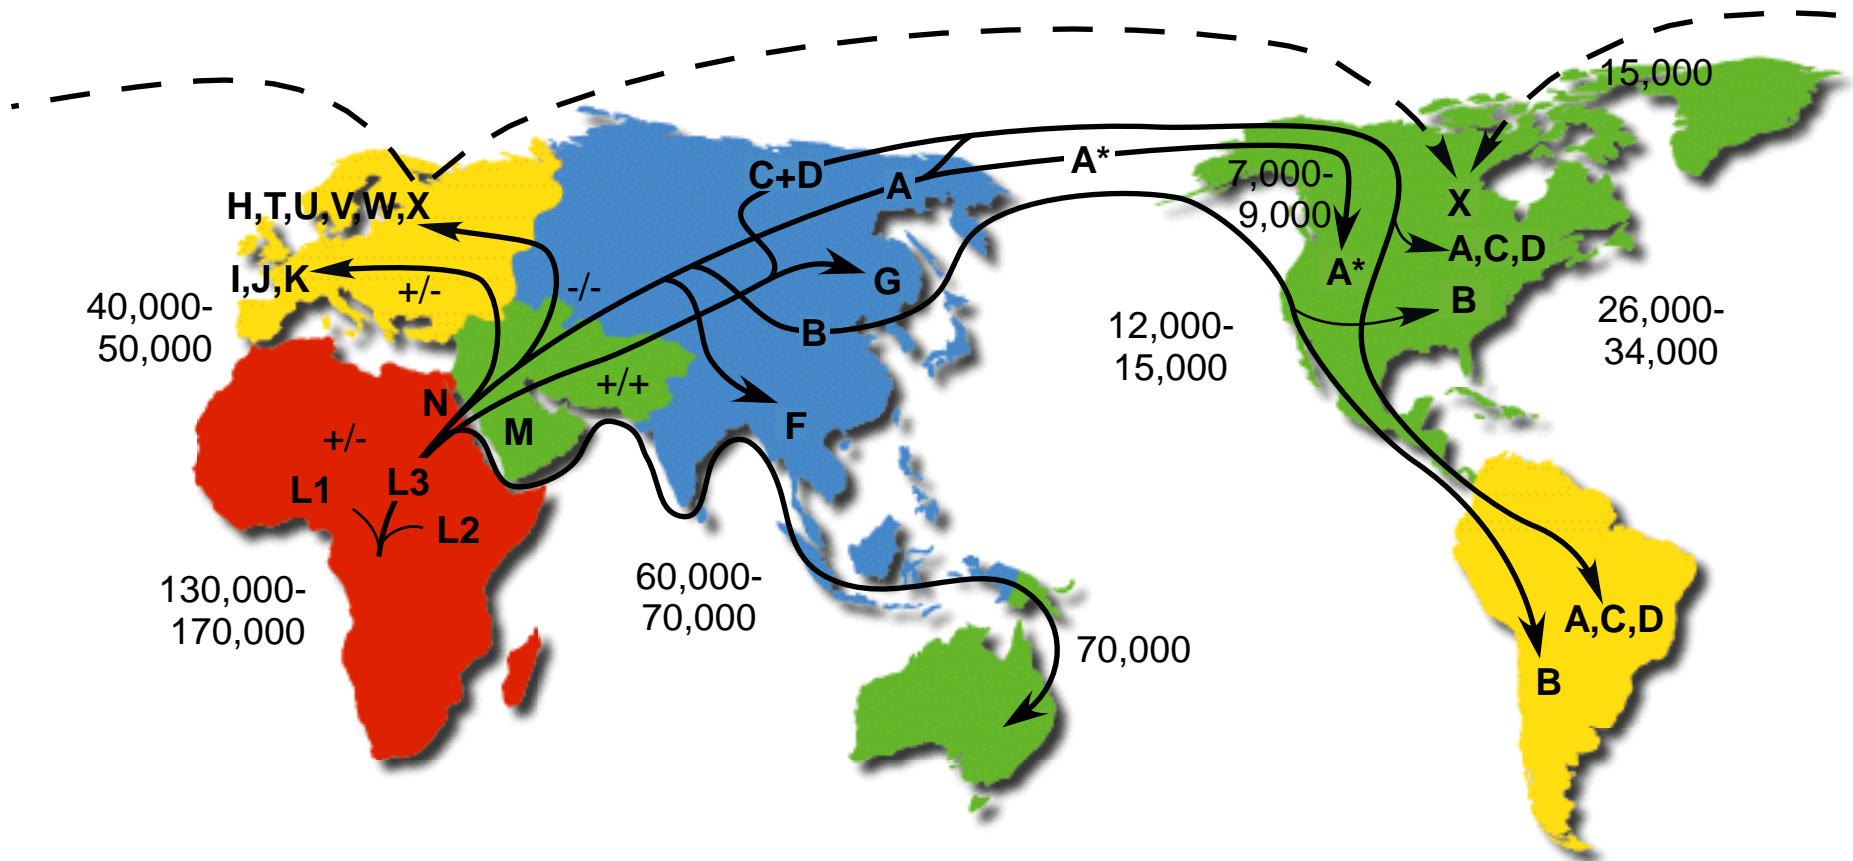 15,000
C+D
A
A*
7,000-
9,000
X
H,T,U,V,W,X
A,C,D
I,J,K
+/-
-/-
G
A*
B
40,000-
50,000
B
12,000-
15,000
26,000-
34,000
+/+
N
M
F
+/-
L3
L1
L2
130,000-
170,000
60,000-
70,000
70,000
A,C,D
B